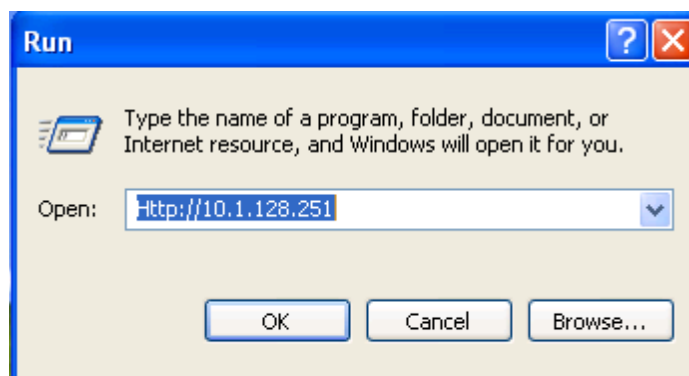 Run
Type the name of a program, folder, document, or
Internet resource, and Windows will open it for you.
Open:
Http://10.1.128.251
OK
Cancel
Browse...